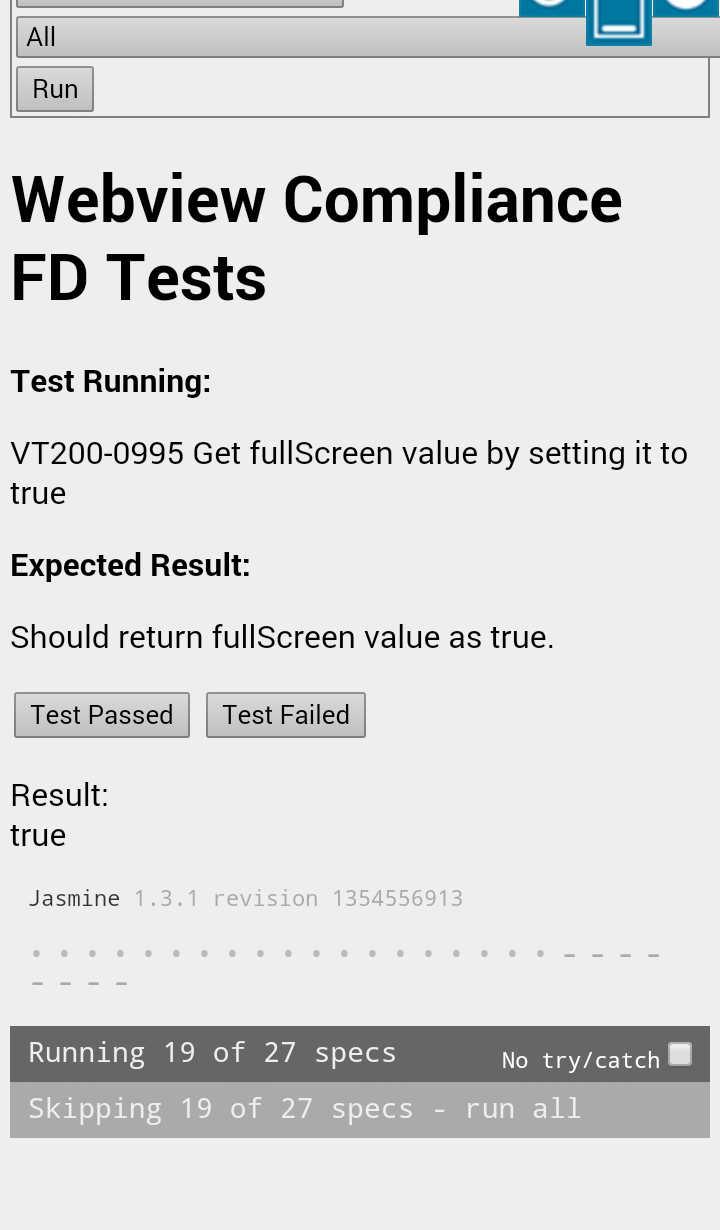 All
Run
Webview Compliance
FD Tests
Test Running:
VT200-0995 Get fullScreen value by setting it to
true
Expected Result:
Should return fullScreen value as true.
Test Passed Test Failed
Result:
true
Jasmine 1.3.1 revision 1354556913
Running 19 of 27 specs No try/catch
Skipping 19 of 27 specs - run all